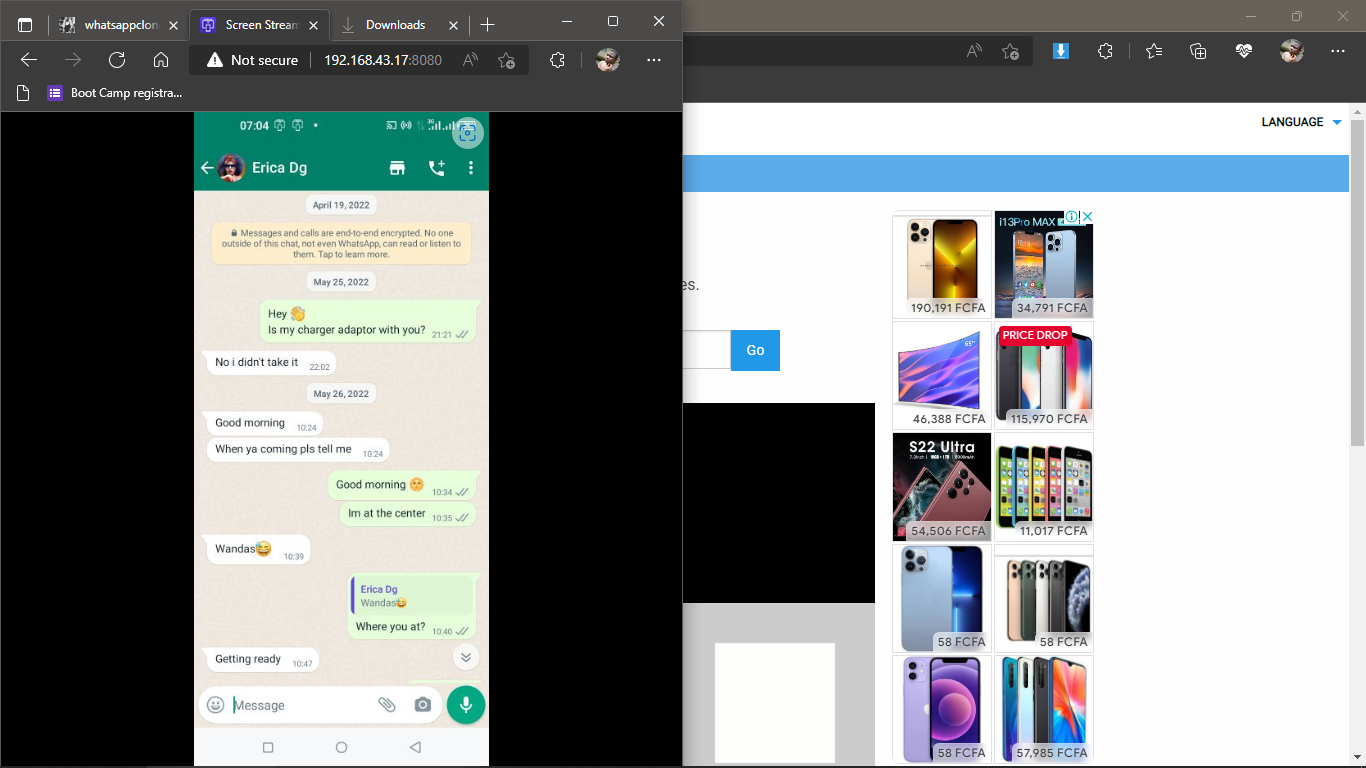 whatsappclon
Screen Stream
Downloads
Not secure
192.168.43.17:8080
Boot Camp registra...
07:04
3G
Erica Dg
April 19, 2022
Messages and calls are end-to-end encrypted. No one
outside of this chat, not even WhatsApp, can read or listen to
them. Tap to learn more.
May 25, 2022
Hey 👏
Is my charger adaptor with you? 21:21
No i didn't take it 22:02
May 26, 2022
Good morning 10:24
When ya coming pls tell me 10:24
Good morning 🌞 10:34
Im at the center 10:35
Wandas😅 10:39
Erica Dg
Wandas😅
Where you at? 10:40
Getting ready 10:47
Message
LANGUAGE
es.
Go
190,191 FCFA
i13Pro MAX
34,791 FCFA
65"
46,388 FCFA
PRICE DROP
115,970 FCFA
S22 Ultra
54,506 FCFA
11,017 FCFA
58 FCFA
58 FCFA
58 FCFA
57,985 FCFA